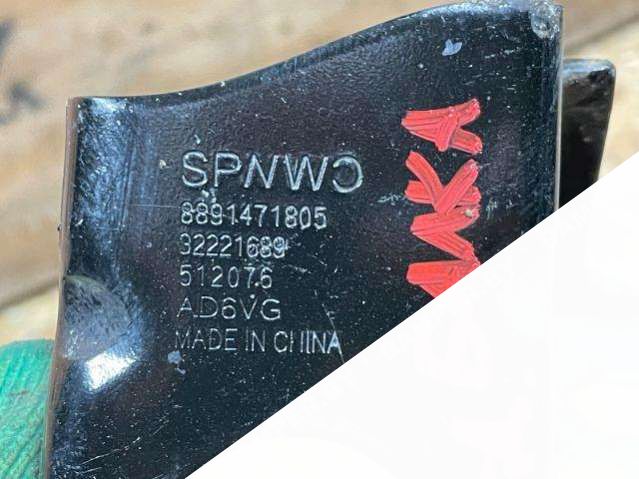 SPNWC
8891471805
32221689
512076
AD6VG
MADE IN CHINA